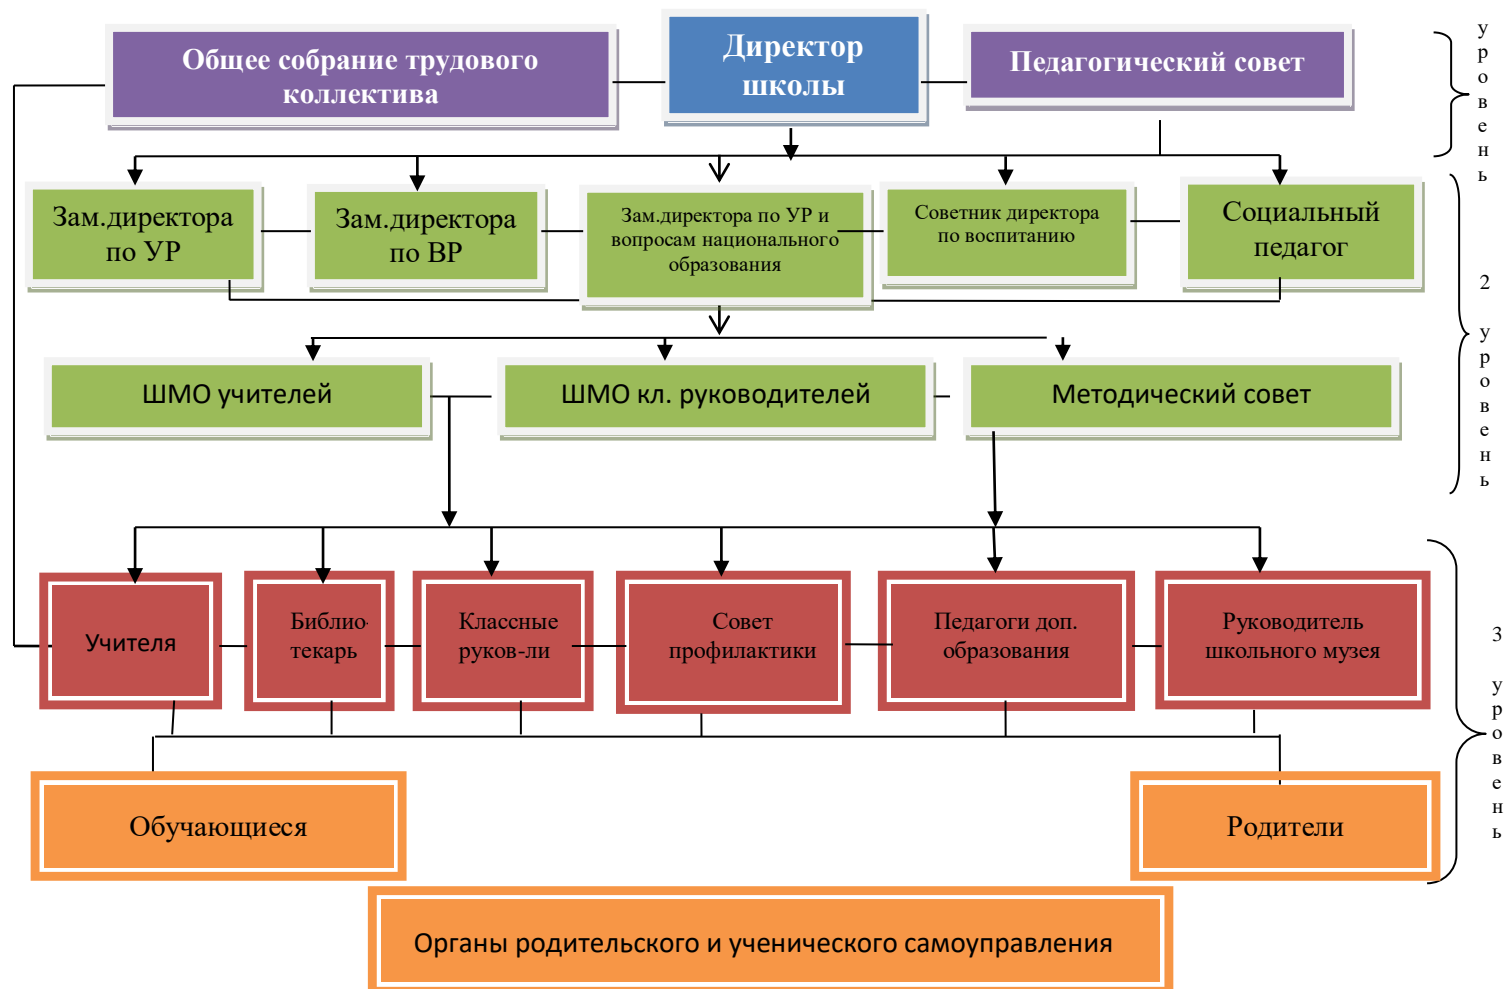 Общее собрание трудового
коллектива
Директор
школы
Педагогический совет
уровень
Зам.директора
по УР
Зам.директора
по ВР
Зам.директора по УР и
вопросам национального
образования
Советник директора
по воспитанию
Социальный
педагог
2 уровень
ШМО учителей
ШМО кл. руководителей
Методический совет
Учителя
Библио-
текарь
Классные
руков-ли
Совет
профилактики
Педагоги доп.
образования
Руководитель
школьного музея
3 уровень
Обучающиеся
Родители
Органы родительского и ученического самоуправления